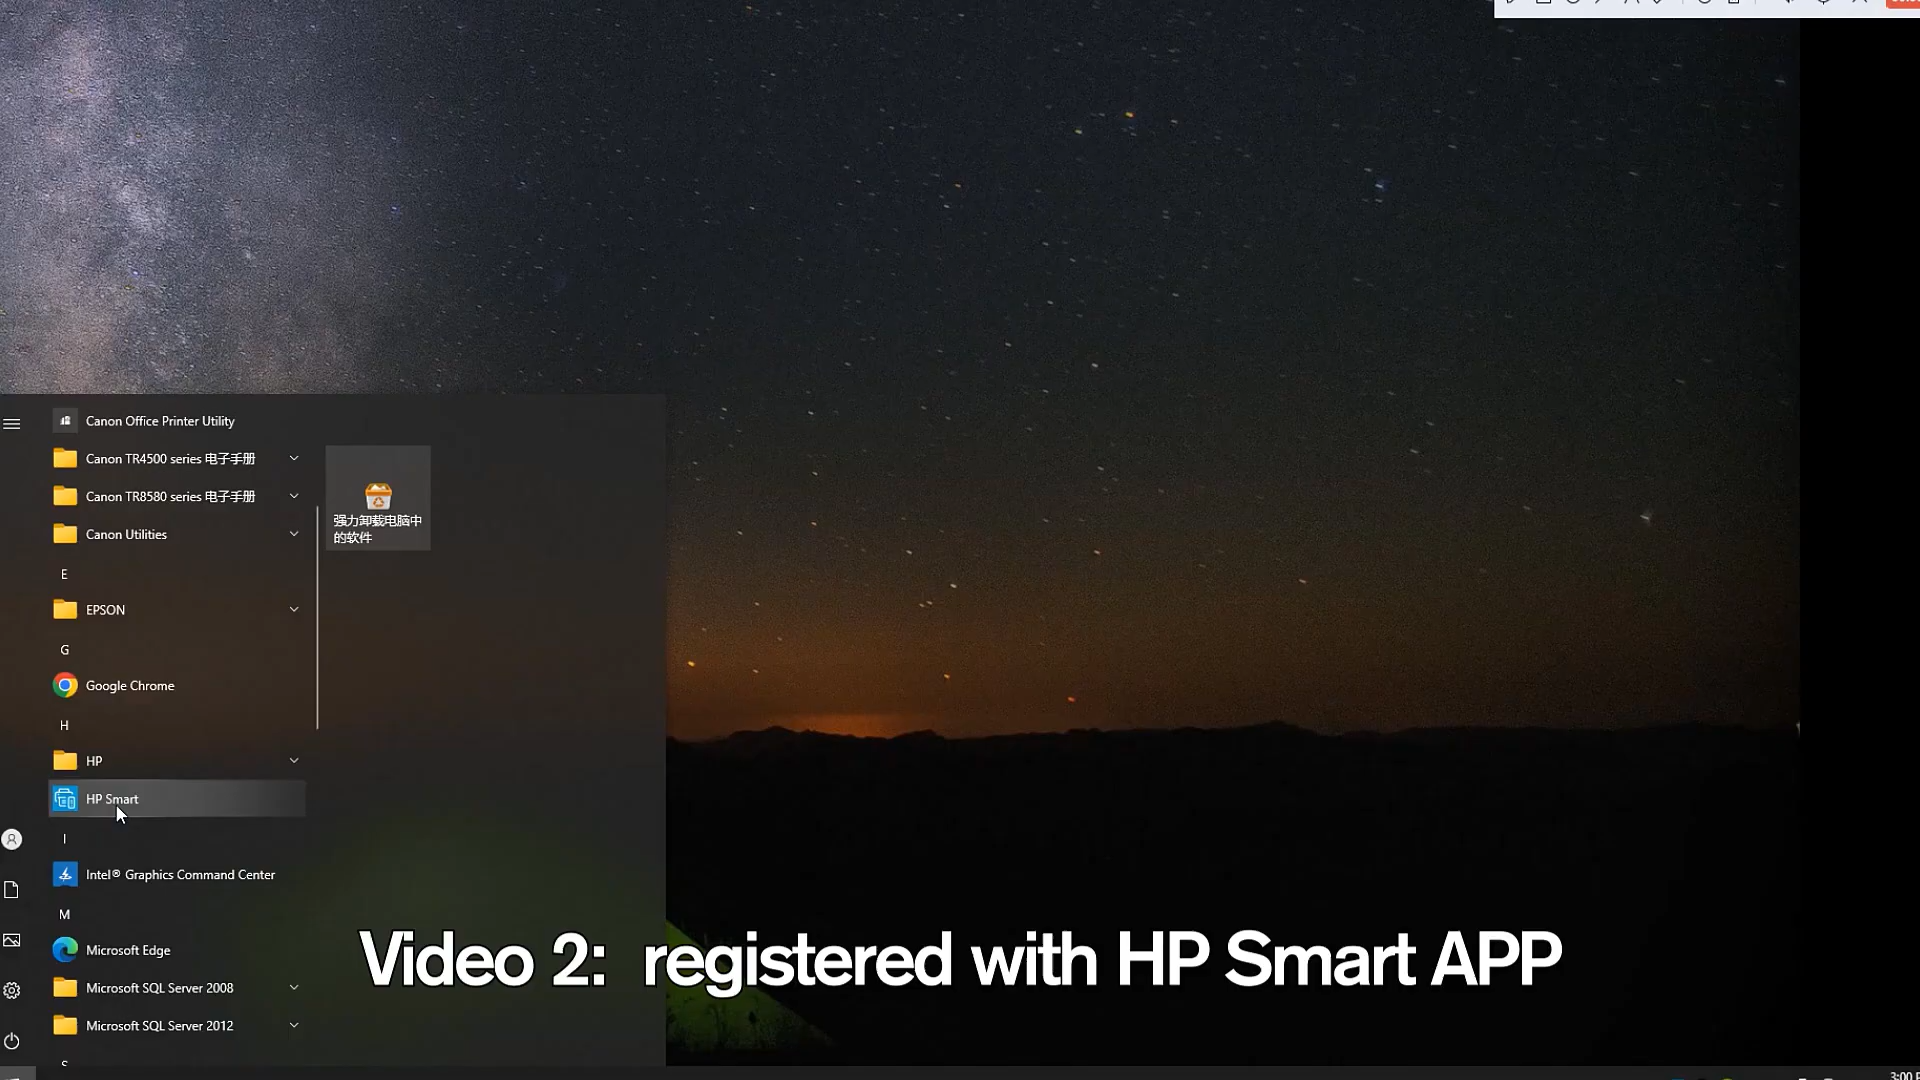 Canon Office Printer Utility
Canon TR4500 series 电子手册
Canon TR8580 series 电子手册
Canon Utilities
E
EPSON
G
Google Chrome
H
HP
HP Smart
I
Intel® Graphics Command Center
M
Microsoft Edge
Microsoft SQL Server 2008
Microsoft SQL Server 2012
强力卸载电脑中
的软件
Video 2: registered with HP Smart APP